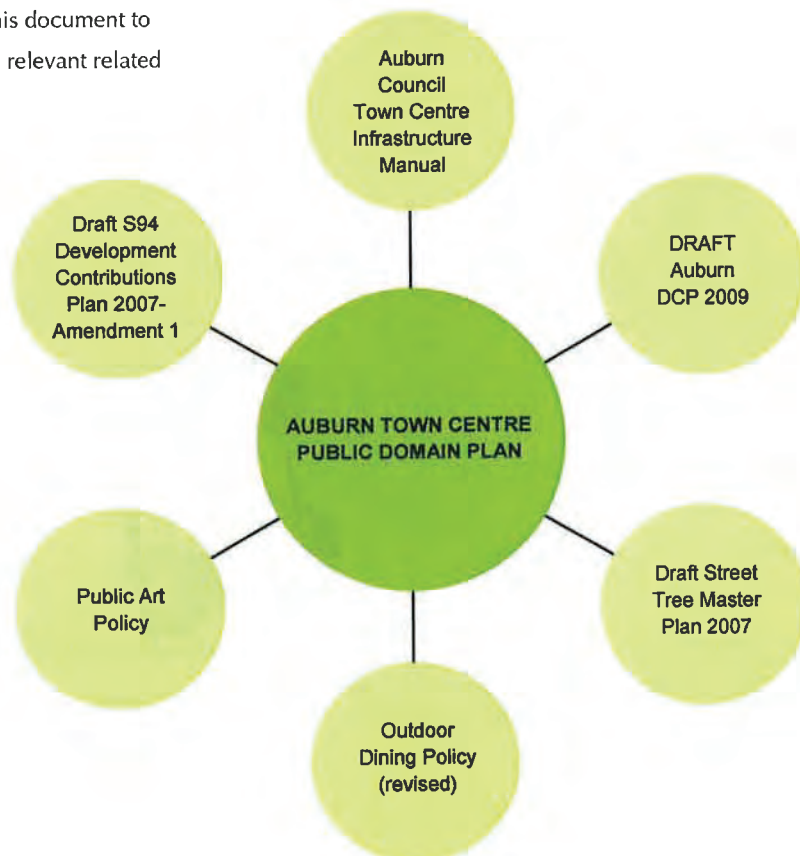 his document to
relevant related
Auburn
Council
Town Centre
Infrastructure
Manual
Draft S94
Development
Contributions
Plan 2007-
Amendment 1
DRAFT
Auburn
DCP 2009
AUBURN TOWN CENTRE
PUBLIC DOMAIN PLAN
Public Art
Policy
Draft Street
Tree Master
Plan 2007
Outdoor
Dining Policy
(revised)